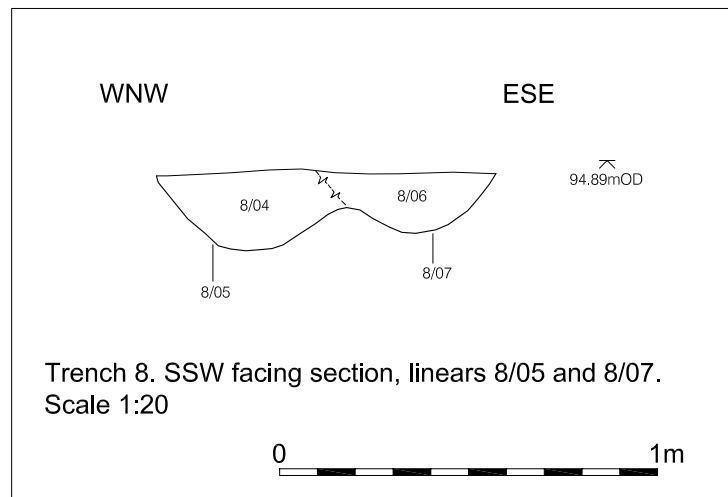 WNW ESE
94.89mOD
8/04 8/06
8/07
8/05
Trench 8. SSW facing section, linears 8/05 and 8/07.
Scale 1:20
0 1m